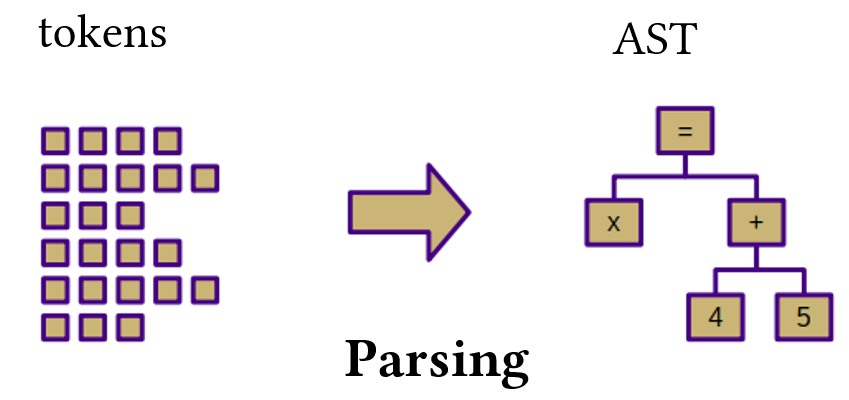 tokens
AST
=
x +
4 5
Parsing